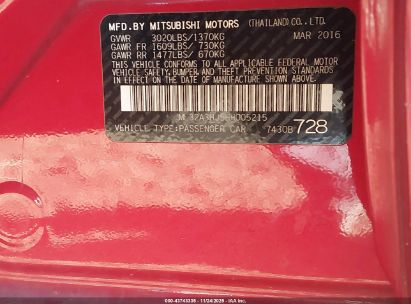 MFD.BY MITSUBISHI MOTORS (THAILAND) CO., LTD.
GVWR 3020LBS/1370KG MAR 2016
GAWR FR 1609LBS/ 730KG
GAWR RR 1477LBS/ 670KG
THIS VEHICLE CONFORMS TO ALL APPLICABLE FEDERAL MOTOR
VEHICLE SAFETY, BUMPER, AND THEFT PREVENTION STANDARDS
IN EFFECT ON THE DATE OF MANUFACTURE SHOWN ABOVE.
VEHICLE TYPE:PASSENGER CAR 7430B 728